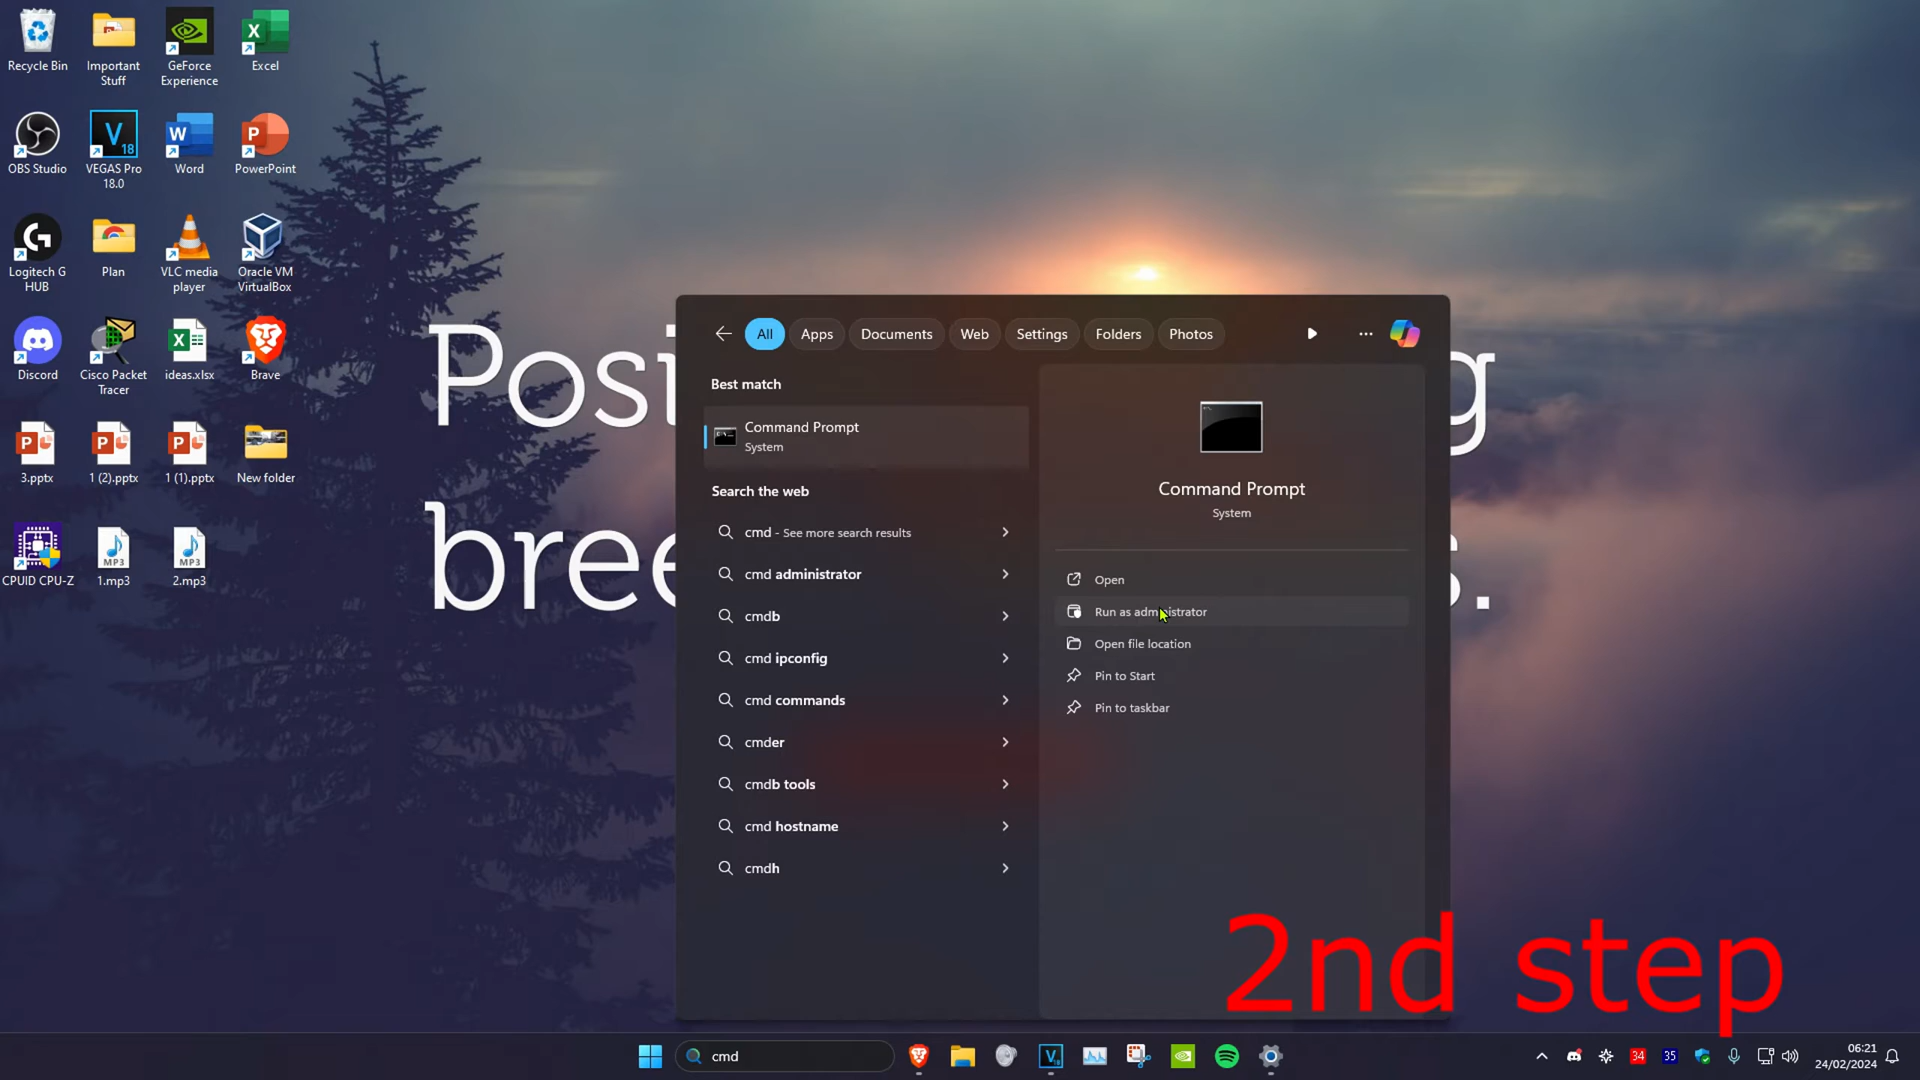 Recycle Bin
Important
Stuff
GeForce
Experience
Excel
OBS Studio
VEGAS Pro
18.0
Word
PowerPoint
Logitech G
HUB
Plan
VLC media
player
Oracle VM
VirtualBox
Discord
Cisco Packet
Tracer
ideas.xlsx
Brave
3.pptx
1 (2).pptx
1 (1).pptx
New folder
CPUID CPU-Z
1.mp3
2.mp3
All
Apps
Documents
Web
Settings
Folders
Photos
Best match
Command Prompt
System
Search the web
cmd - See more search results
cmd administrator
cmdb
cmd ipconfig
cmd commands
cmder
cmdb tools
cmd hostname
cmdh
Command Prompt
System
Open
Run as administrator
Open file location
Pin to Start
Pin to taskbar
2nd step
cmd
34
35
06:21
24/02/2024